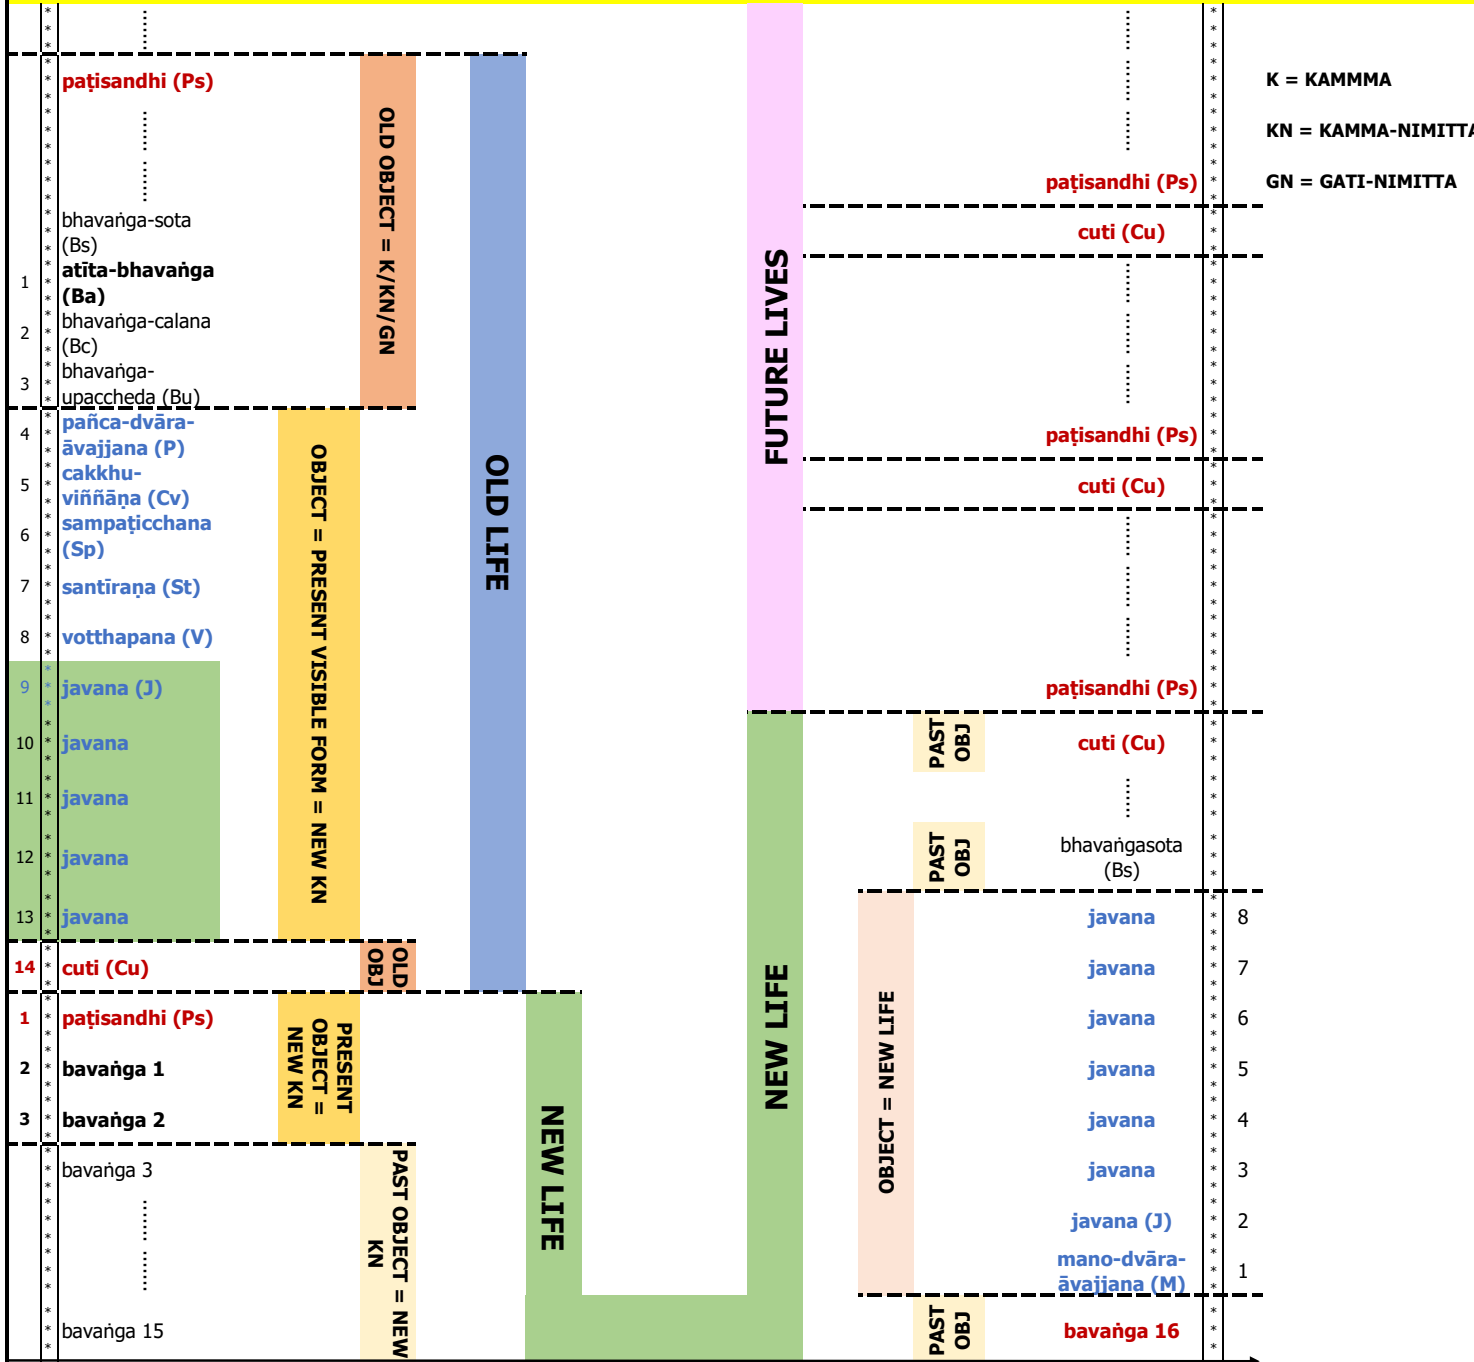 patisandhi (Ps)
bhavaṅga-sota
(Bs)
1
atīta-bhavaṅga
(Ba)
2
bhavaṅga-calana
(Bc)
3
bhavaṅga-
upaccheda (Bu)
4
pañca-dvāra-
āvajjana (P)
5
cakkhu-
viññāṇa (Cv)
6
sampaṭicchana
(Sp)
7
santīraṇa (St)
8
votthapana (V)
9
javana (J)
10
javana
11
javana
12
javana
13
javana
14
cuti (Cu)
1
paṭisandhi (Ps)
2
bavaṅga 1
3
bavaṅga 2
bavaṅga 3
bavaṅga 15
OBJECT = PRESENT VISIBLE FORM = NEW KN
PRESENT
OBJECT =
NEW KN
OLD OBJECT = K/KN/GN
OLD
OBJ
PAST OBJECT = NEW
KN
OLD LIFE
NEW LIFE
FUTURE LIVES
NEW LIFE
OBJECT = NEW LIFE
PAST
OBJ
PAST
OBJ
PAST
OBJ
paṭisandhi (Ps)
cuti (Cu)
paṭisandhi (Ps)
cuti (Cu)
paṭisandhi (Ps)
cuti (Cu)
bhavaṅgasota
(Bs)
javana
8
javana
7
javana
6
javana
5
javana
4
javana
3
javana (J)
2
mano-dvāra-
āvajjana (M)
1
bavaṅga 16
K = KAMMMA
KN = KAMMA-NIMITTA
GN = GATI-NIMITTA